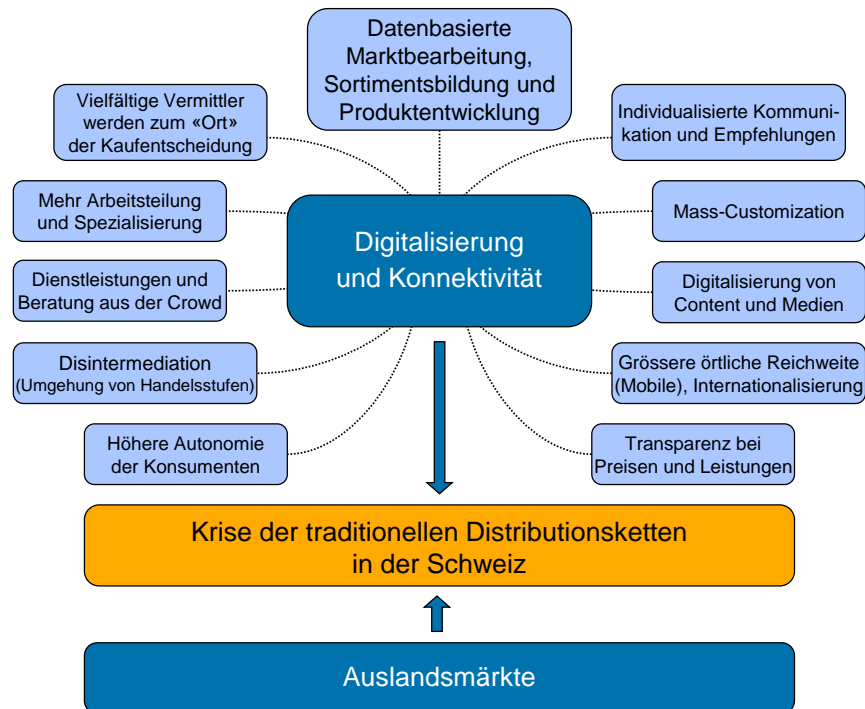 Datenbasierte
Marktbearbeitung,
Sortimentsbildung und
Produktentwicklung
Vielfältige Vermittler
werden zum «Ort»
der Kaufentscheidung
Individualisierte Kommuni-
kation und Empfehlungen
Mehr Arbeitsteilung
und Spezialisierung
Mass-Customization
Digitalisierung
und Konnektivität
Dienstleistungen und
Beratung aus der Crowd
Digitalisierung von
Content und Medien
Disintermediation
(Umgehung von Handelsstufen)
Grössere örtliche Reichweite
(Mobile), Internationalisierung
Höhere Autonomie
der Konsumenten
Transparenz bei
Preisen und Leistungen
Krise der traditionellen Distributionsketten
in der Schweiz
Auslandsmärkte